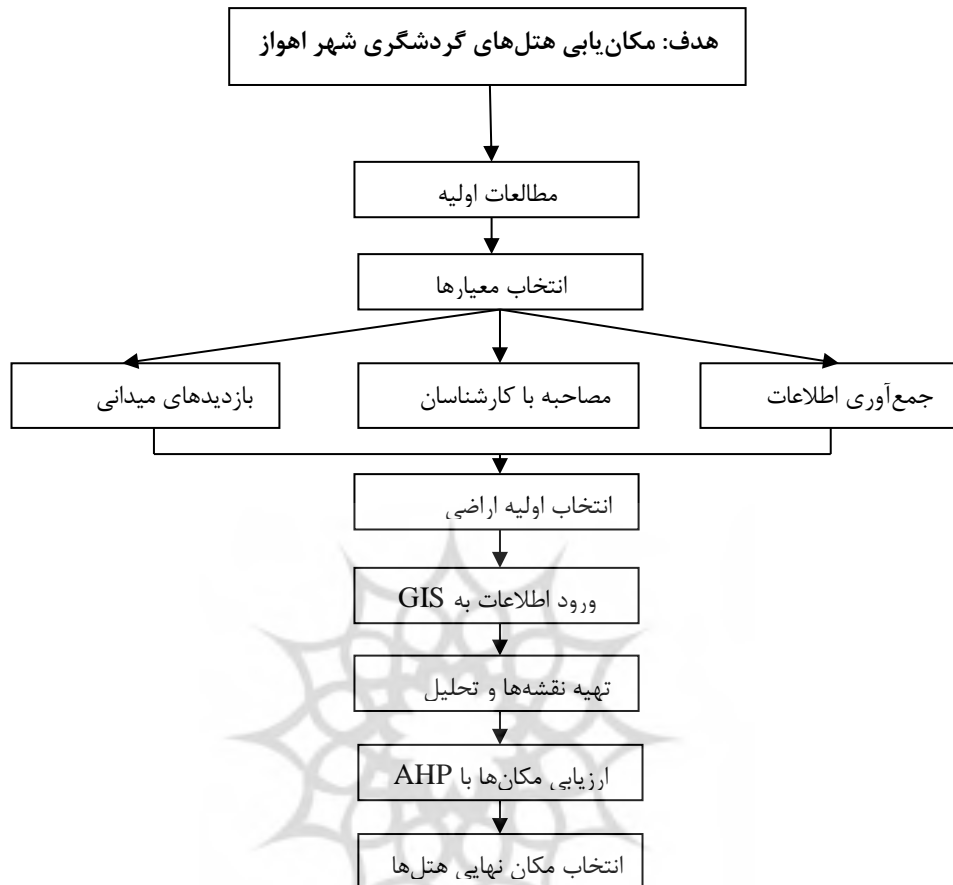 هدف: مکان‌یابی هتل‌های گردشگری شهر اهواز
مطالعات اولیه
انتخاب معیارها
جمع‌آوری اطلاعات
مصاحبه با کارشناسان
بازدیدهای میدانی
انتخاب اولیه اراضی
ورود اطلاعات به GIS
تهیه نقشه‌ها و تحلیل
ارزیابی مکان‌ها با AHP
انتخاب مکان نهایی هتل‌ها